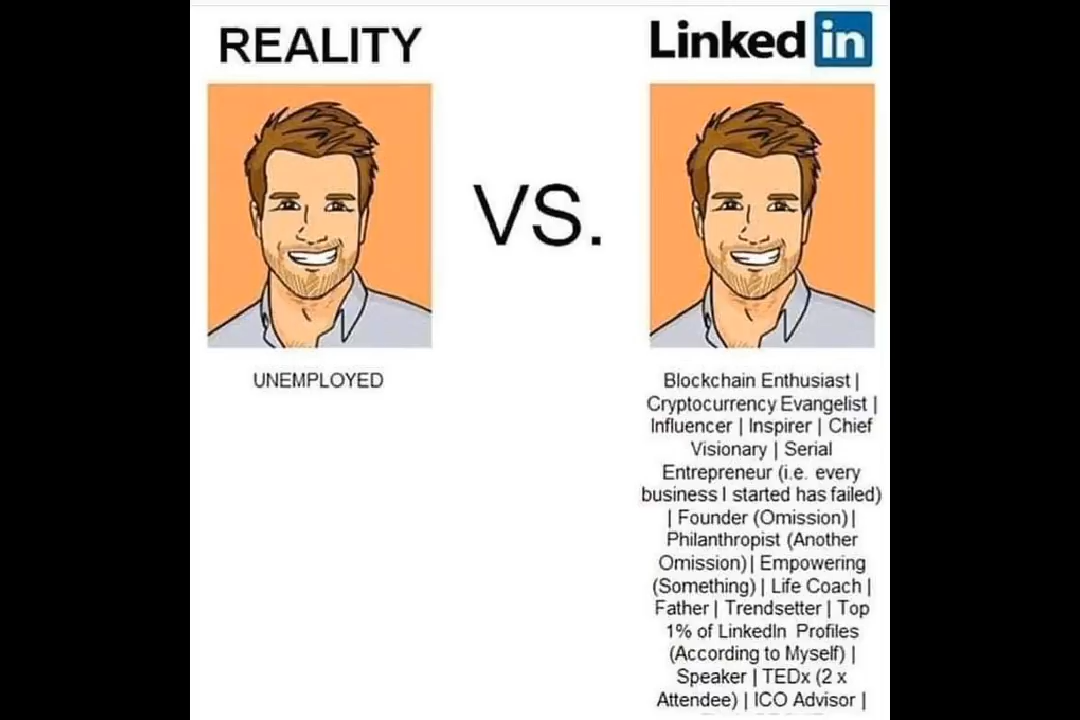 REALITY
Linked in
VS.
UNEMPLOYED
Blockchain Enthusiast |
Cryptocurrency Evangelist |
Influencer | Inspirer | Chief
Visionary | Serial
Entrepreneur (i.e. every
business I started has failed)
| Founder (Omission) |
Philanthropist (Another
Omission) | Empowering
(Something) | Life Coach |
Father | Trendsetter | Top
1% of LinkedIn Profiles
(According to Myself) |
Speaker | TEDx (2 x
Attendee) | ICO Advisor |